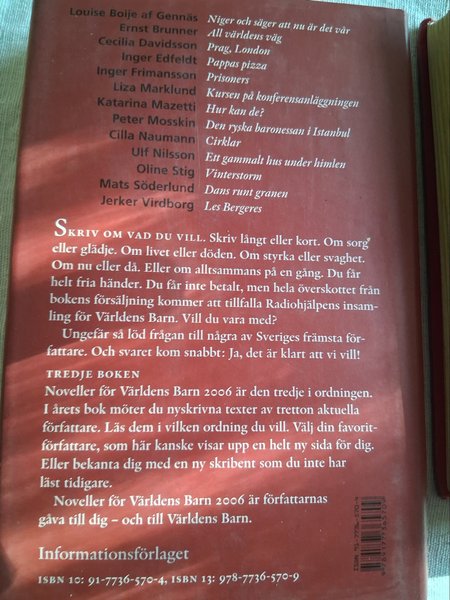 Louise Boije af Gennäs Niger och säger att nu är det vår
Ernst Brunner All världens väg
Cecilia Davidsson Prag, London
Inger Edfeldt Pappas pizza
Inger Frimansson Prisoners
Liza Marklund Kursen på konferensanläggningen
Katarina Mazetti Hur kan de?
Peter Mosskin Den ryska baronessan i Istanbul
Cilla Naumann Cirklar
Ulf Nilsson Ett gammalt hus under himlen
Oline Stig Vinterstorm
Mats Söderlund Dans runt granen
Jerker Virdborg Les Bergeres
SKRIV OM VAD DU VILL. Skriv långt eller kort. Om sorg
eller glädje. Om livet eller döden. Om styrka eller svaghet.
Om nu eller då. Eller om alltsammans på en gång. Du får
helt fria händer. Du får inte betalt, men hela överskottet från
bokens försäljning kommer att tillfalla Radiohjälpens insam-
ling för Världens Barn. Vill du vara med?
Ungefär så löd frågan till några av Sveriges främsta för-
fattare. Och svaret kom snabbt: Ja, det är klart att vi vill!
TREDJE BOKEN
Noveller för Världens Barn 2006 är den tredje i ordningen.
I årets bok möter du nyskrivna texter av tretton aktuella
författare. Läs dem i vilken ordning du vill. Välj din favorit-
författare, som här kanske visar upp en helt ny sida för dig.
Eller bekanta dig med en ny skribent som du inte har
läst tidigare.
Noveller för Världens Barn 2006 är författarnas
gåva till dig – och till Världens Barn.
Informationsförlaget
ISBN 10: 91-7736-570-4, ISBN 13: 978-7736-570-9
ISBN 91-7736-570-4